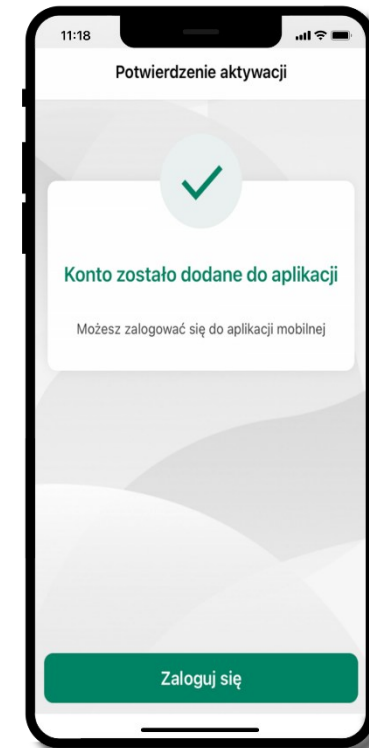 11:18
Potwierdzenie aktywacji
Konto zostało dodane do aplikacji
Możesz zalogować się do aplikacji mobilnej
Zaloguj się